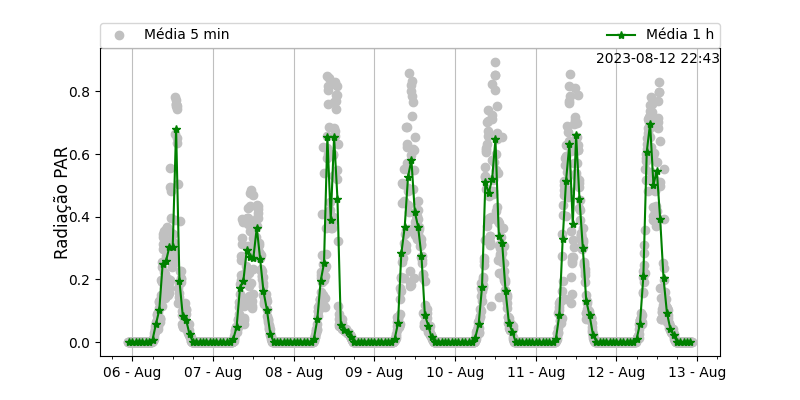 Média 5 min
Média 1 h
2023-08-12 22:43
Radiação PAR
0.8
0.6
0.4
0.2
0.0
06 - Aug
07 - Aug
08 - Aug
09 - Aug
10 - Aug
11 - Aug
12 - Aug
13 - Aug